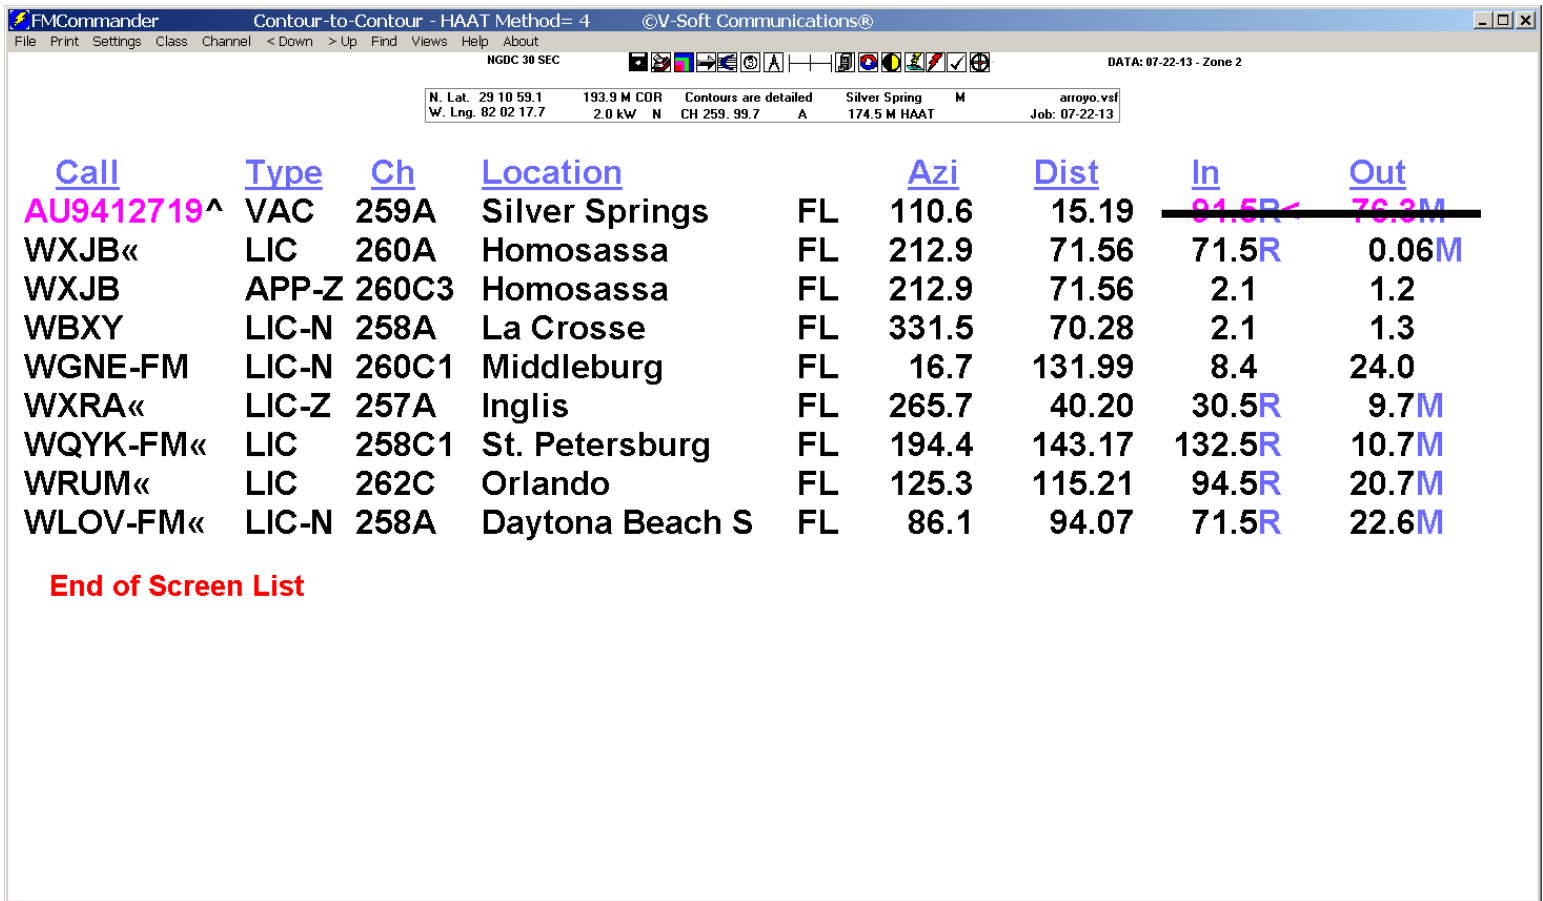 FMCommander Contour-to-Contour - HAAT Method= 4 ©V-Soft Communications®
File Print Settings Class Channel < Down > Up Find Views Help About
NGDC 30 SEC DATA: 07-22-13 - Zone 2
N. Lat. 29 10 59.1 193.9 M COR Contours are detailed Silver Spring M arroyo.vsf
W. Lng. 82 02 17.7 2.0 kW N CH 259. 99.7 A 174.5 M HAAT Job: 07-22-13
Call Type Ch Location Azi Dist In Out
AU9412719^ VAC 259A Silver Springs FL 110.6 15.19 91.5R< 76.3M
WXJB« LIC 260A Homosassa FL 212.9 71.56 71.5R 0.06M
WXJB APP-Z 260C3 Homosassa FL 212.9 71.56 2.1 1.2
WBXY LIC-N 258A La Crosse FL 331.5 70.28 2.1 1.3
WGNE-FM LIC-N 260C1 Middleburg FL 16.7 131.99 8.4 24.0
WXRA« LIC-Z 257A Inglis FL 265.7 40.20 30.5R 9.7M
WQYK-FM« LIC 258C1 St. Petersburg FL 194.4 143.17 132.5R 10.7M
WRUM« LIC 262C Orlando FL 125.3 115.21 94.5R 20.7M
WLOV-FM« LIC-N 258A Daytona Beach S FL 86.1 94.07 71.5R 22.6M
End of Screen List